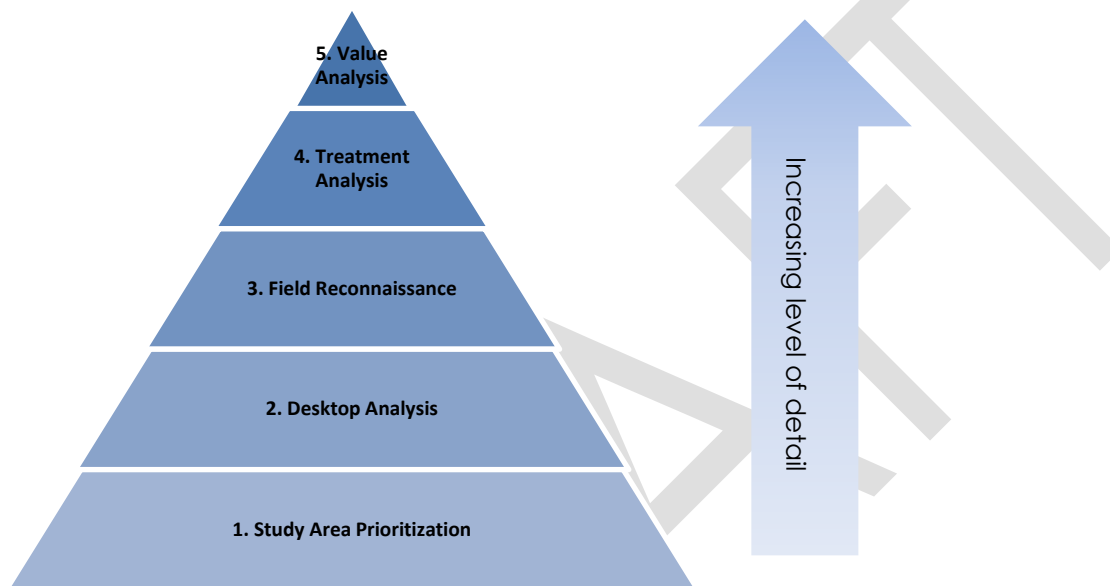 5. Value
Analysis
4. Treatment
Analysis
3. Field Reconnaissance
2. Desktop Analysis
1. Study Area Prioritization
Increasing level of detail